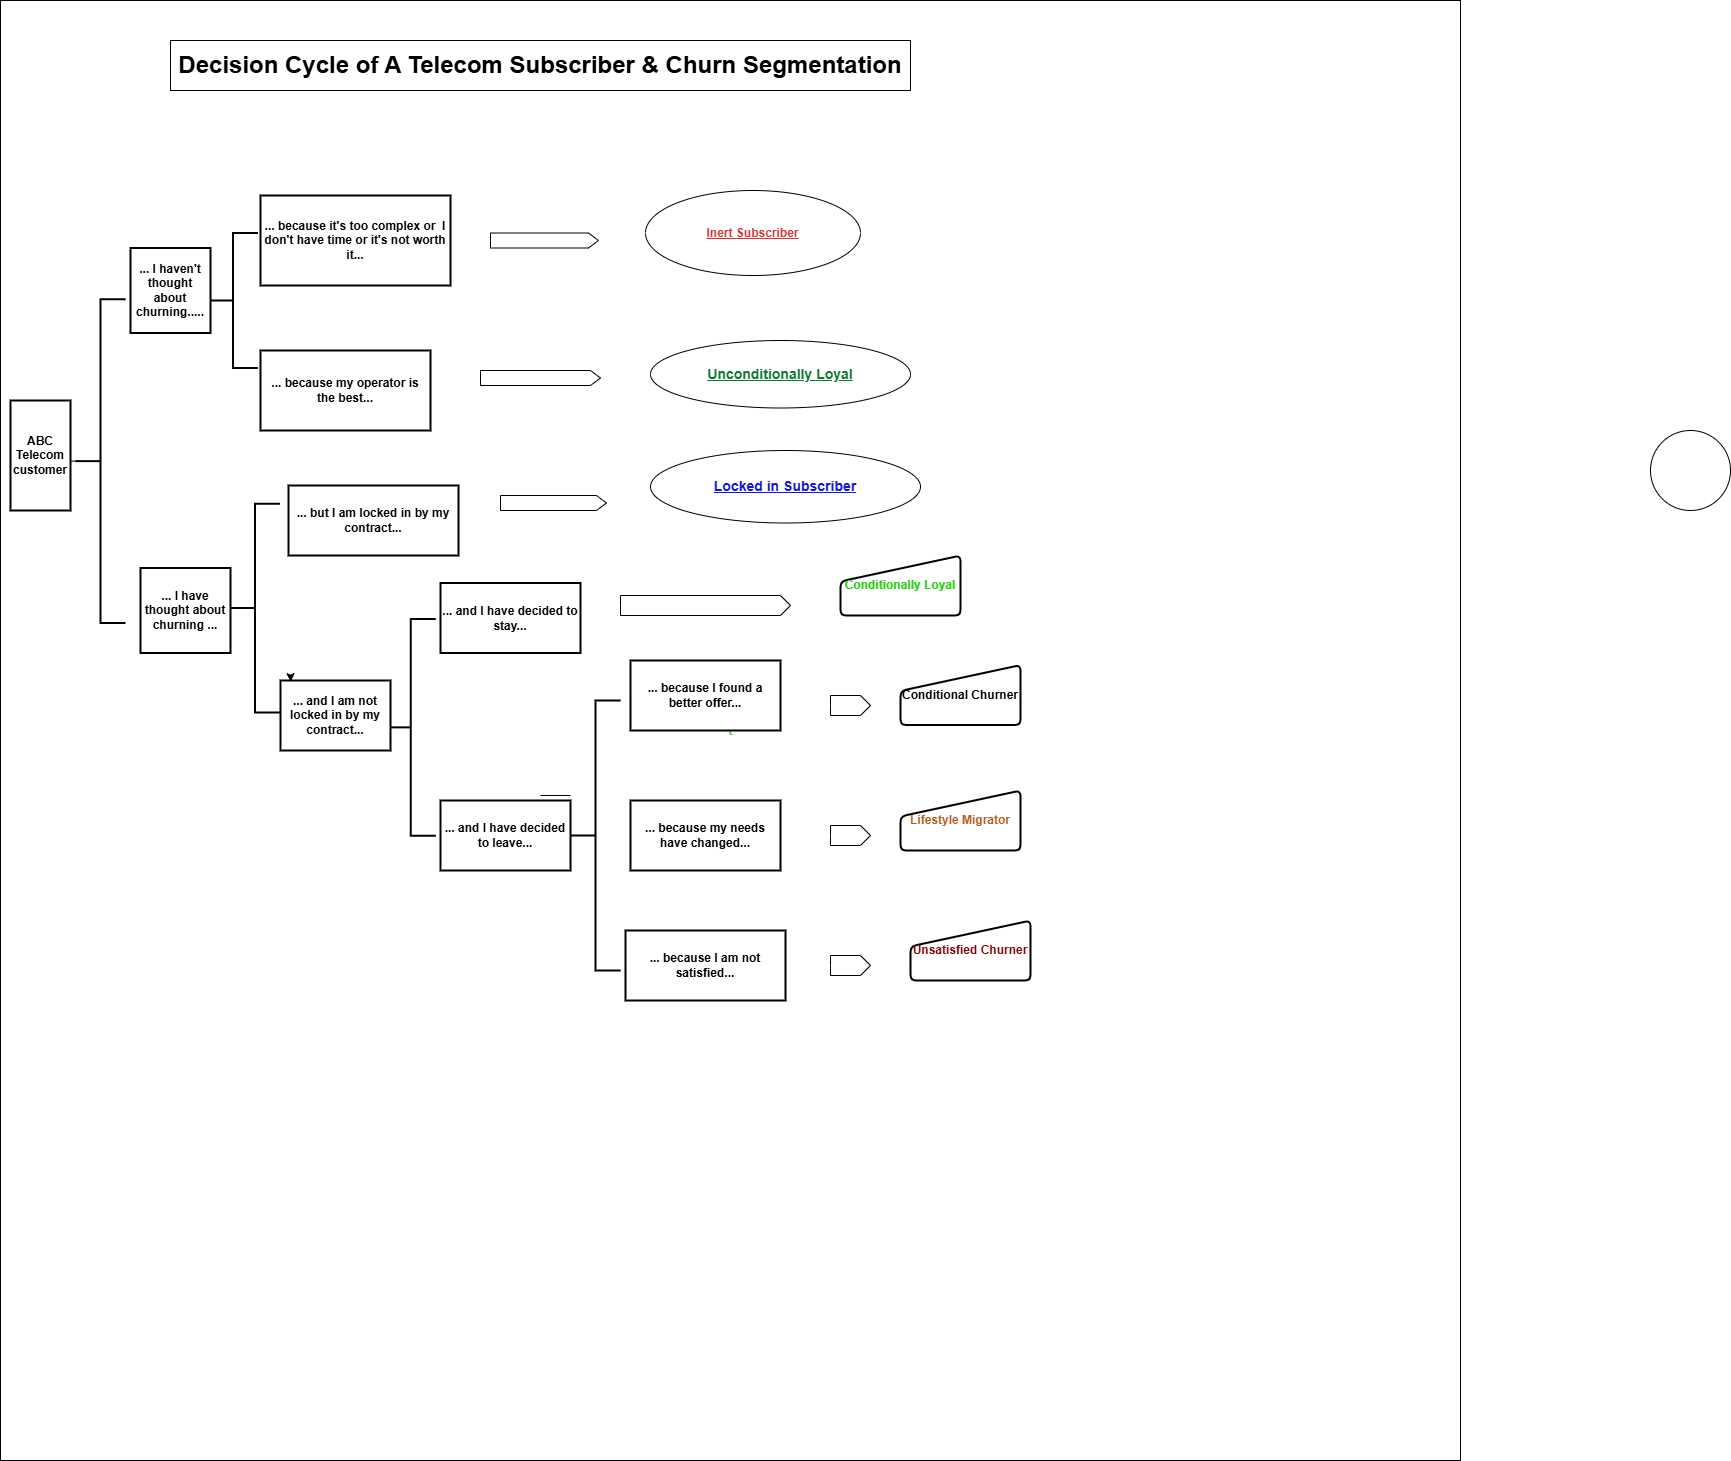 Decision Cycle of A Telecom Subscriber & Churn Segmentation
... because it's too complex or  I
don't have time or it's not worth
it...
Inert Subscriber
... I haven't
thought
about
churning.....
... because my operator is
the best...
Unconditionally Loyal
ABC
Telecom
customer
... but I am locked in by my
contract...
Locked in Subscriber
... I have
thought about
churning ...
... and I have decided to
stay...
Conditionally Loyal
... and I am not
locked in by my
contract...
... because I found a
better offer...
Conditional Churner
... and I have decided
to leave...
... because my needs
have changed...
Lifestyle Migrator
... because I am not
satisfied...
Unsatisfied Churner